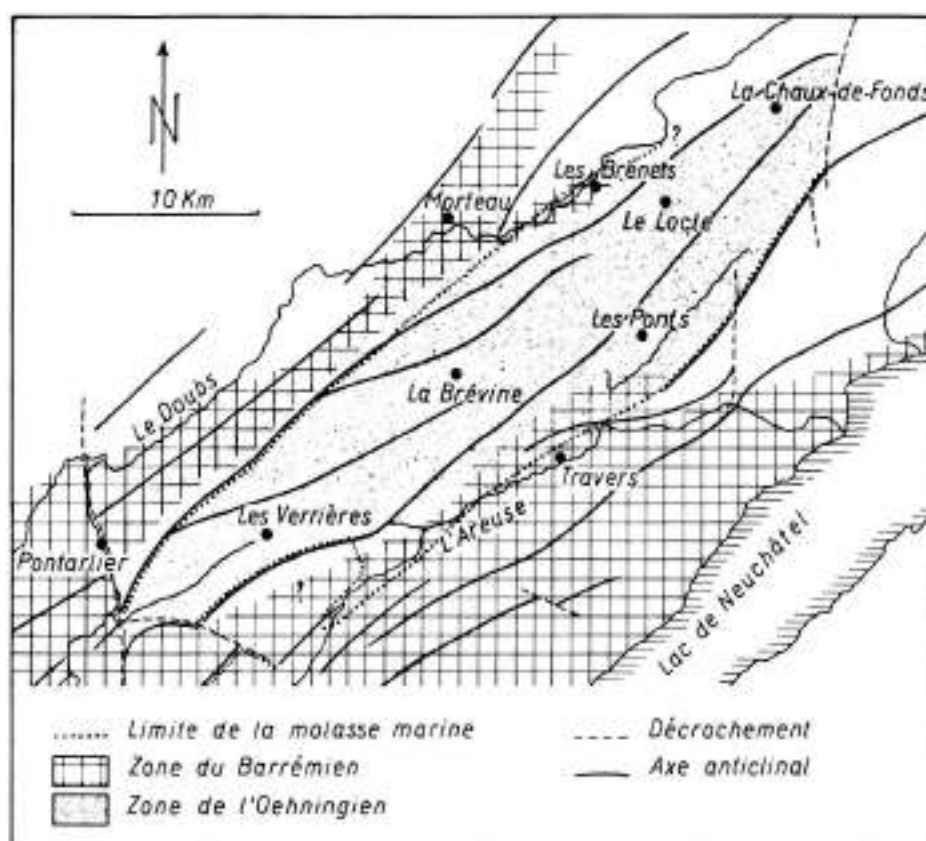 N
10 Km
La Chaux-de-Fonds
?
Les Brenets
Morteau
Le Locle
Les Ponts
La Brévine
Le Doubs
Travers
Les Verrières
L'Areuse
Pontarlier
?
Lac de Neuchâtel
Limite de la molasse marine
Zone du Barrémien
Zone de l'Oehningien
Décrochement
Axe anticlinal